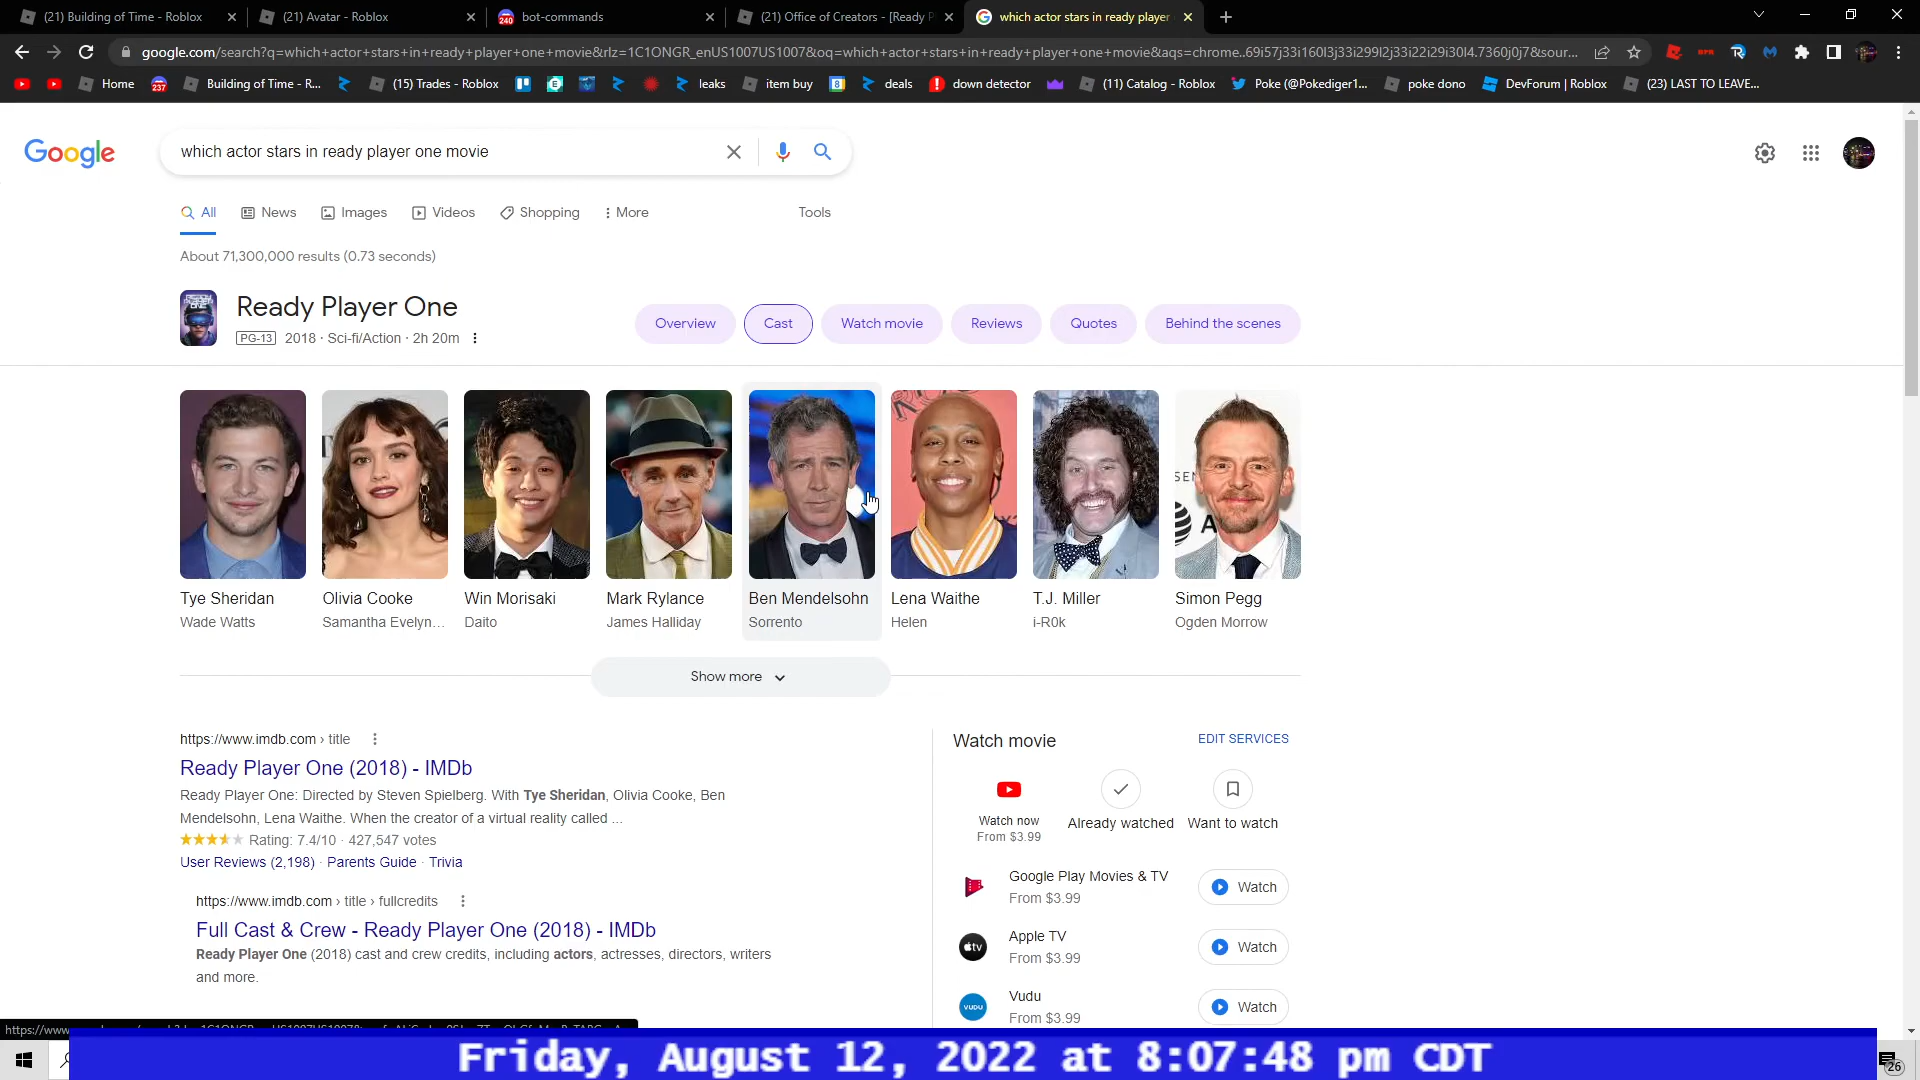 (21) Building of Time - Roblox
(21) Avatar - Roblox
240
bot-commands
(21) Office of Creators - [Ready P
which actor stars in ready player
google.com/search?q=which+actor+stars+in+ready+player+one+movie&rlz=1C1ONGR_enUS1007US1007&oq=which+actor+stars+in+ready+player+one+movie&aqs=chrome..69i57j33i160l3j33i299l2j33i22i29i30l4.7360j0j7&sour...
Home
237
Building of Time - R...
(15) Trades - Roblox
leaks
item buy
8
deals
down detector
(11) Catalog - Roblox
Poke (@Pokediger1...
poke dono
DevForum | Roblox
(23) LAST TO LEAVE...
Google
which actor stars in ready player one movie
All
News
Images
Videos
Shopping
More
Tools
About 71,300,000 results (0.73 seconds)
Ready Player One
PG-13 2018 · Sci-fi/Action · 2h 20m
Overview
Cast
Watch movie
Reviews
Quotes
Behind the scenes
Tye Sheridan
Wade Watts
Olivia Cooke
Samantha Evelyn...
Win Morisaki
Daito
Mark Rylance
James Halliday
Ben Mendelsohn
Sorrento
Lena Waithe
Helen
T.J. Miller
i-R0k
Simon Pegg
Ogden Morrow
Show more
https://www.imdb.com › title
Ready Player One (2018) - IMDb
Ready Player One: Directed by Steven Spielberg. With Tye Sheridan, Olivia Cooke, Ben
Mendelsohn, Lena Waithe. When the creator of a virtual reality called ...
Rating: 7.4/10 · 427,547 votes
User Reviews (2,198) · Parents Guide · Trivia
https://www.imdb.com › title › fullcredits
Full Cast & Crew - Ready Player One (2018) - IMDb
Ready Player One (2018) cast and crew credits, including actors, actresses, directors, writers
and more.
Watch movie
EDIT SERVICES
Watch now
From $3.99
Already watched
Want to watch
Google Play Movies & TV
From $3.99
Watch
tv
Apple TV
From $3.99
Watch
VUDU
Vudu
From $3.99
Watch
https://www
Friday, August 12, 2022 at 8:07:48 pm CDT
26